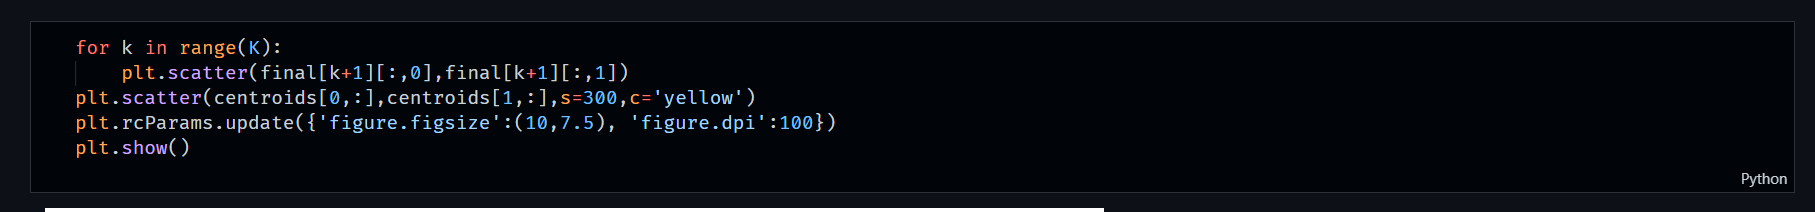 for k in range(K):
    plt.scatter(final[k+1][:,0],final[k+1][:,1])
plt.scatter(centroids[0,:],centroids[1,:],s=300,c='yellow')
plt.rcParams.update({'figure.figsize':(10,7.5), 'figure.dpi':100})
plt.show()
Python